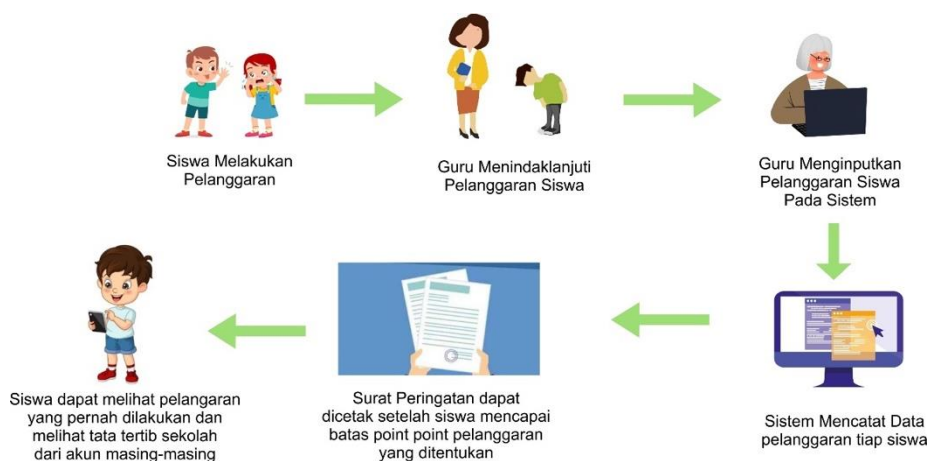 Siswa Melakukan
Pelanggaran
Guru Menindaklanjuti
Pelanggaran Siswa
Guru Menginputkan
Pelanggaran Siswa
Pada Sistem
Sistem Mencatat Data
pelanggaran tiap siswa
Surat Peringatan dapat
dicetak setelah siswa mencapai
batas point point pelanggaran
yang ditentukan
Siswa dapat melihat pelangaran
yang pernah dilakukan dan
melihat tata tertib sekolah
dari akun masing-masing